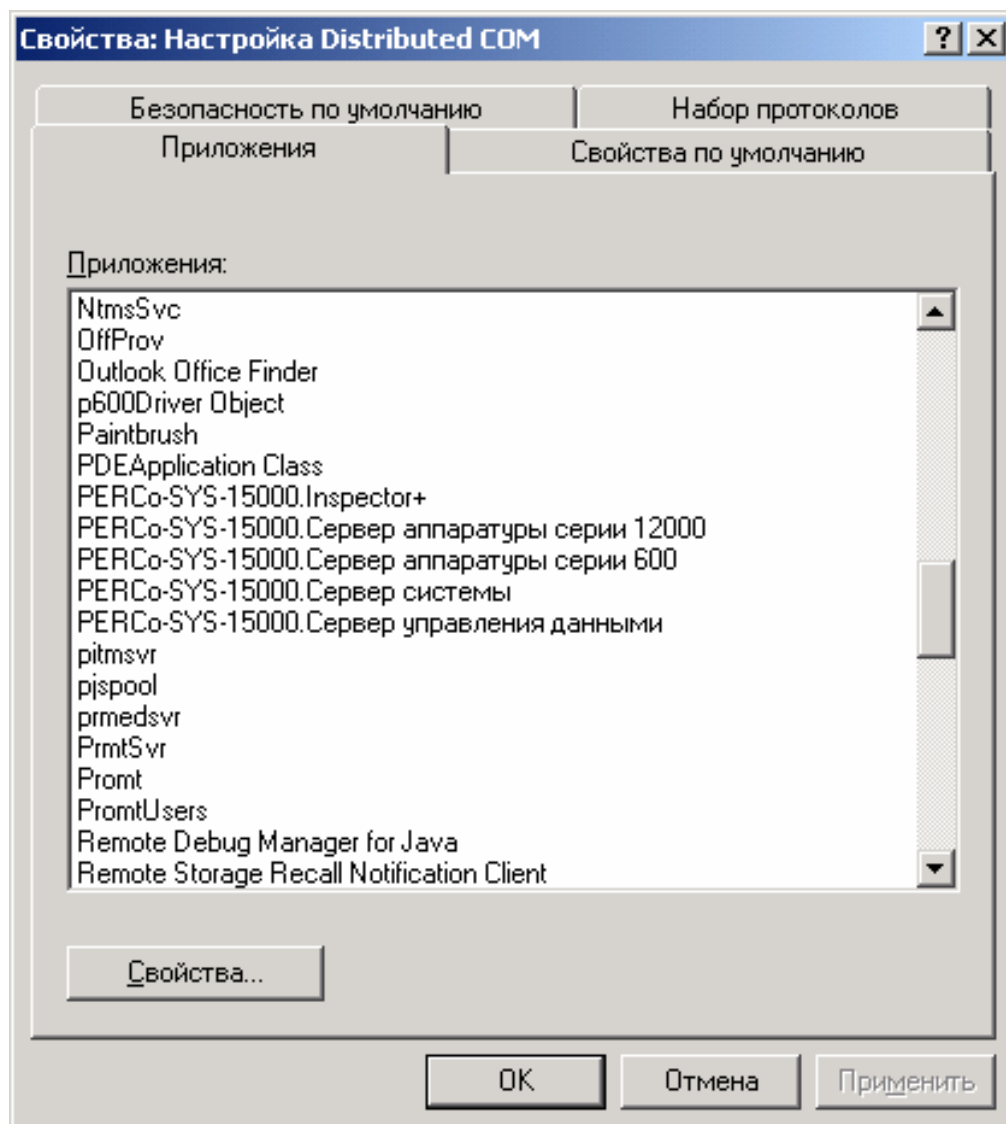 Свойства: Настройка Distributed COM
Безопасность по умолчанию
Набор протоколов
Приложения
Свойства по умолчанию
Приложения:
NtmsSvc
OffProv
Outlook Office Finder
p600Driver Object
Paintbrush
PDEApplication Class
PERCo-SYS-15000.Inspector+
PERCo-SYS-15000.Сервер аппаратуры серии 12000
PERCo-SYS-15000.Сервер аппаратуры серии 600
PERCo-SYS-15000.Сервер системы
PERCo-SYS-15000.Сервер управления данными
pitmsvr
pjspool
prmedsvr
PrmtSvr
Promt
PromtUsers
Remote Debug Manager for Java
Remote Storage Recall Notification Client
Свойства...
OK
Отмена
Применить